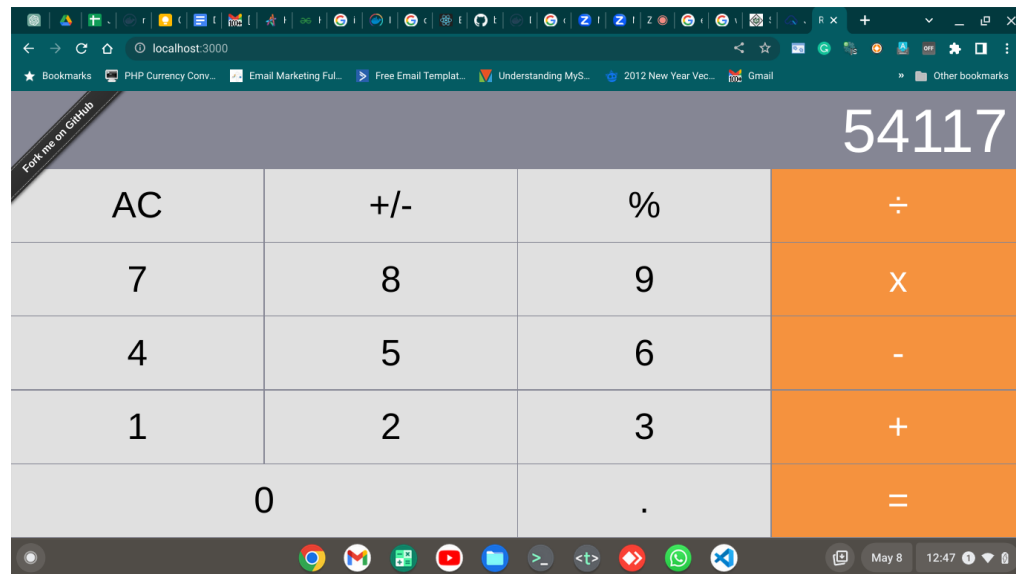 localhost:3000
Bookmarks PHP Currency Conv... Email Marketing Ful... Free Email Templat... Understanding MyS... 2012 New Year Vec... Gmail » Other bookmarks
Fork me on GitHub
54117
AC +/- % ÷
7 8 9 x
4 5 6 -
1 2 3 +
0 . =
May 8 12:47 1